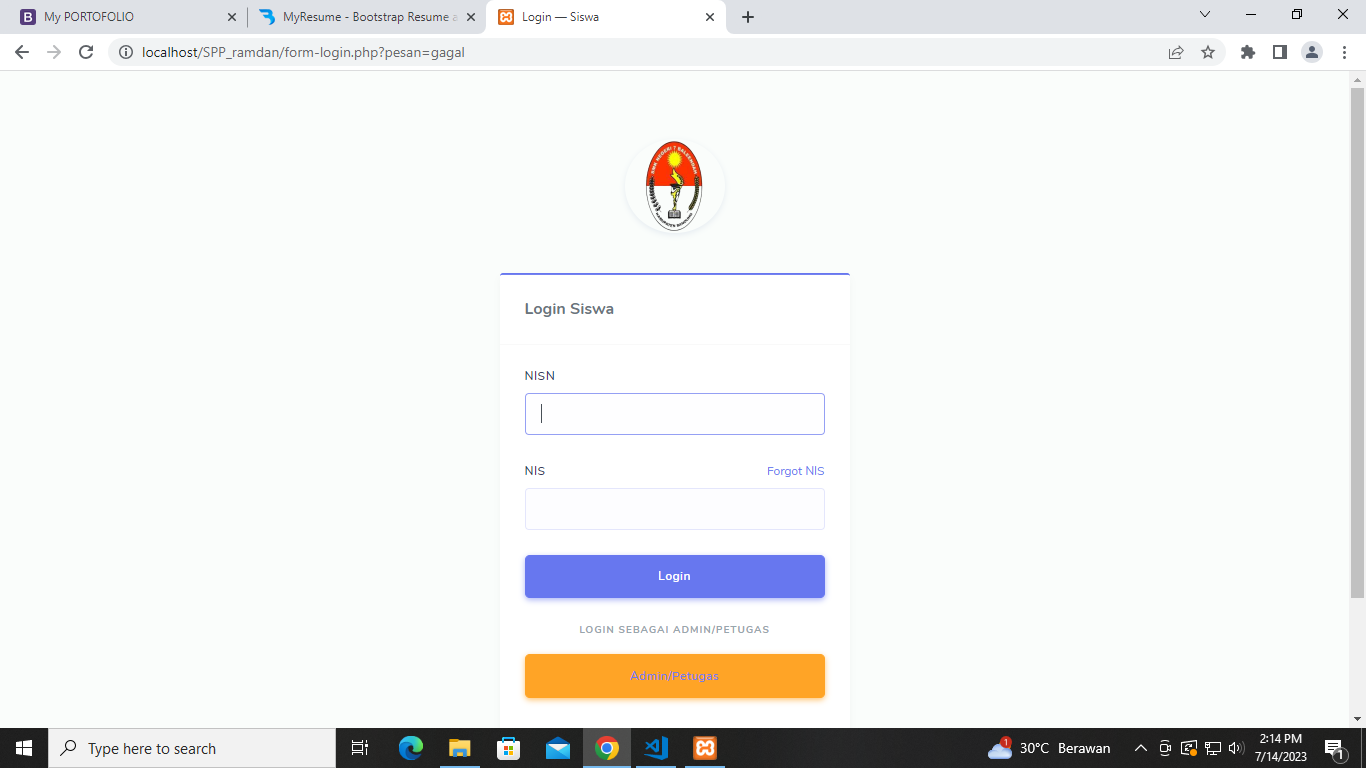 My PORTOFOLIO
MyResume - Bootstrap Resume a
Login — Siswa
localhost/SPP_ramdan/form-login.php?pesan=gagal
Login Siswa
NISN
NIS
Forgot NIS
Login
LOGIN SEBAGAI ADMIN/PETUGAS
Admin/Petugas
Type here to search
1
30°C Berawan
2:14 PM
7/14/2023
1